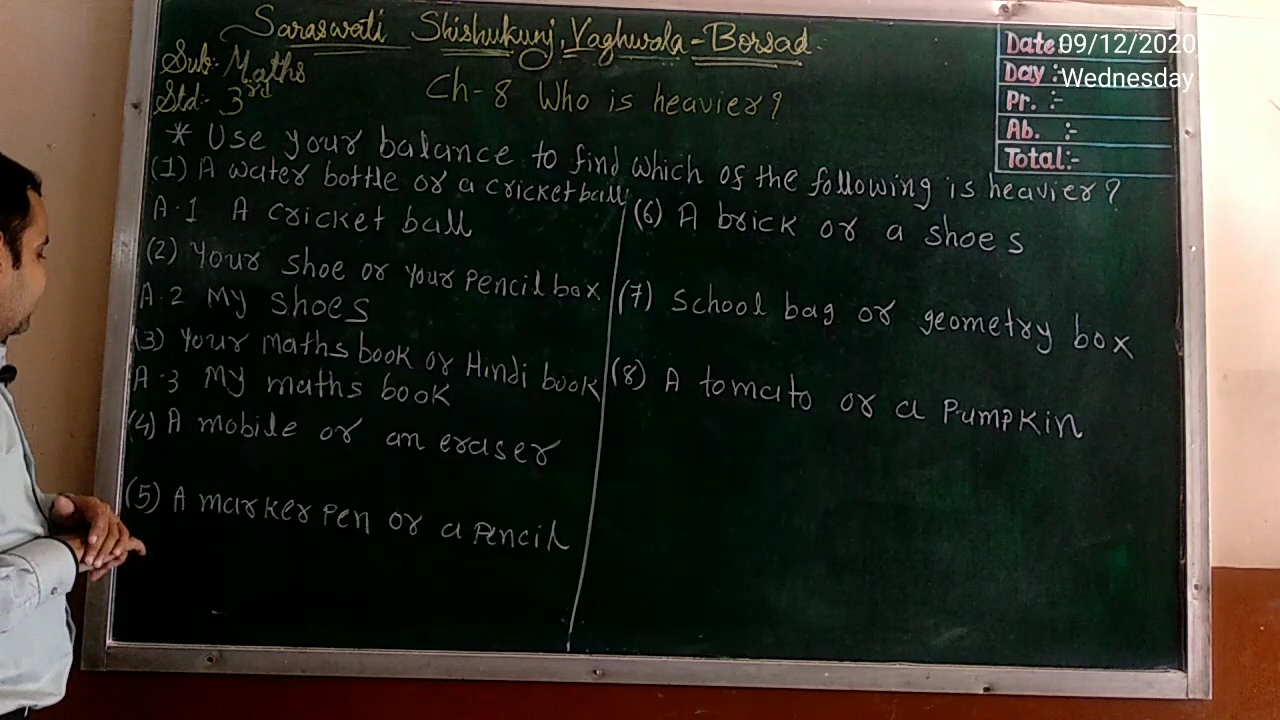 Saraswati Shishukunj, Vaghwala - Borsad.
Sub:- Maths
Std:- 3rd
Ch-8 Who is heavier?
Date:- 09/12/2020
Day :- Wednesday
Pr. :-
Ab. :-
Total:-
* Use your balance to find which of the following is heavier?
(1) A water bottle or a cricket ball
A.1 A cricket ball
(2) Your shoe or your pencil box
A.2 My shoes
(3) Your maths book or Hindi book
A.3 My maths book
(4) A mobile or an eraser
(5) A marker pen or a pencil
(6) A brick or a shoes
(7) School bag or geometry box
(8) A tomato or a pumpkin